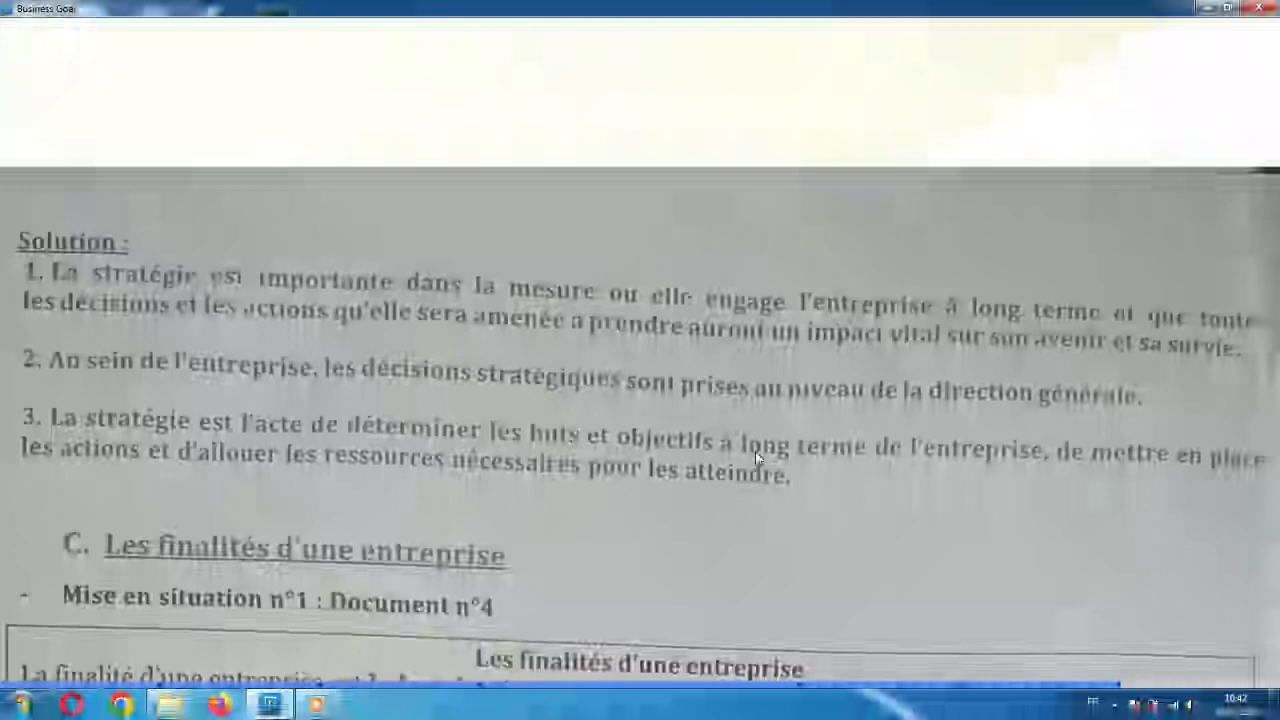 Business Goal
Solution :
1. La stratégie est importante dans la mesure ou elle engage l'entreprise à long terme et que toute
les décisions et les actions qu'elle sera amenée a prendre auront un impact vital sur son avenir et sa survie.
2. Au sein de l'entreprise, les décisions stratégiques sont prises au niveau de la direction générale.
3. La stratégie est l'acte de déterminer les buts et objectifs à long terme de l'entreprise, de mettre en place
les actions et d'allouer les ressources nécessaires pour les atteindre.
C. Les finalités d'une entreprise
- Mise en situation n°1 : Document n°4
Les finalités d'une entreprise
La finalité d'une entreprise
FR
16:42